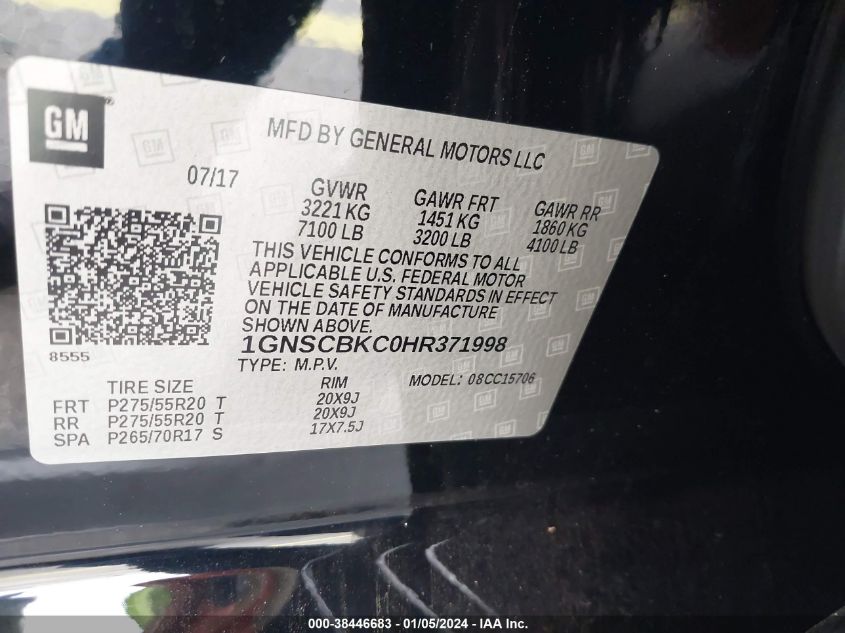 GM
MFD BY GENERAL MOTORS LLC
07/17
GVWR
3221 KG
7100 LB
GAWR FRT
1451 KG
3200 LB
GAWR RR
1860 KG
4100 LB
THIS VEHICLE CONFORMS TO ALL
APPLICABLE U.S. FEDERAL MOTOR
VEHICLE SAFETY STANDARDS IN EFFECT
ON THE DATE OF MANUFACTURE
SHOWN ABOVE.
8555
1GNSCBKC0HR371998
TYPE: M.P.V.
MODEL: 08CC15706
TIRE SIZE RIM
FRT P275/55R20 T 20X9J
RR P275/55R20 T 20X9J
SPA P265/70R17 S 17X7.5J
000-38446683 - 01/05/2024 - IAA Inc.